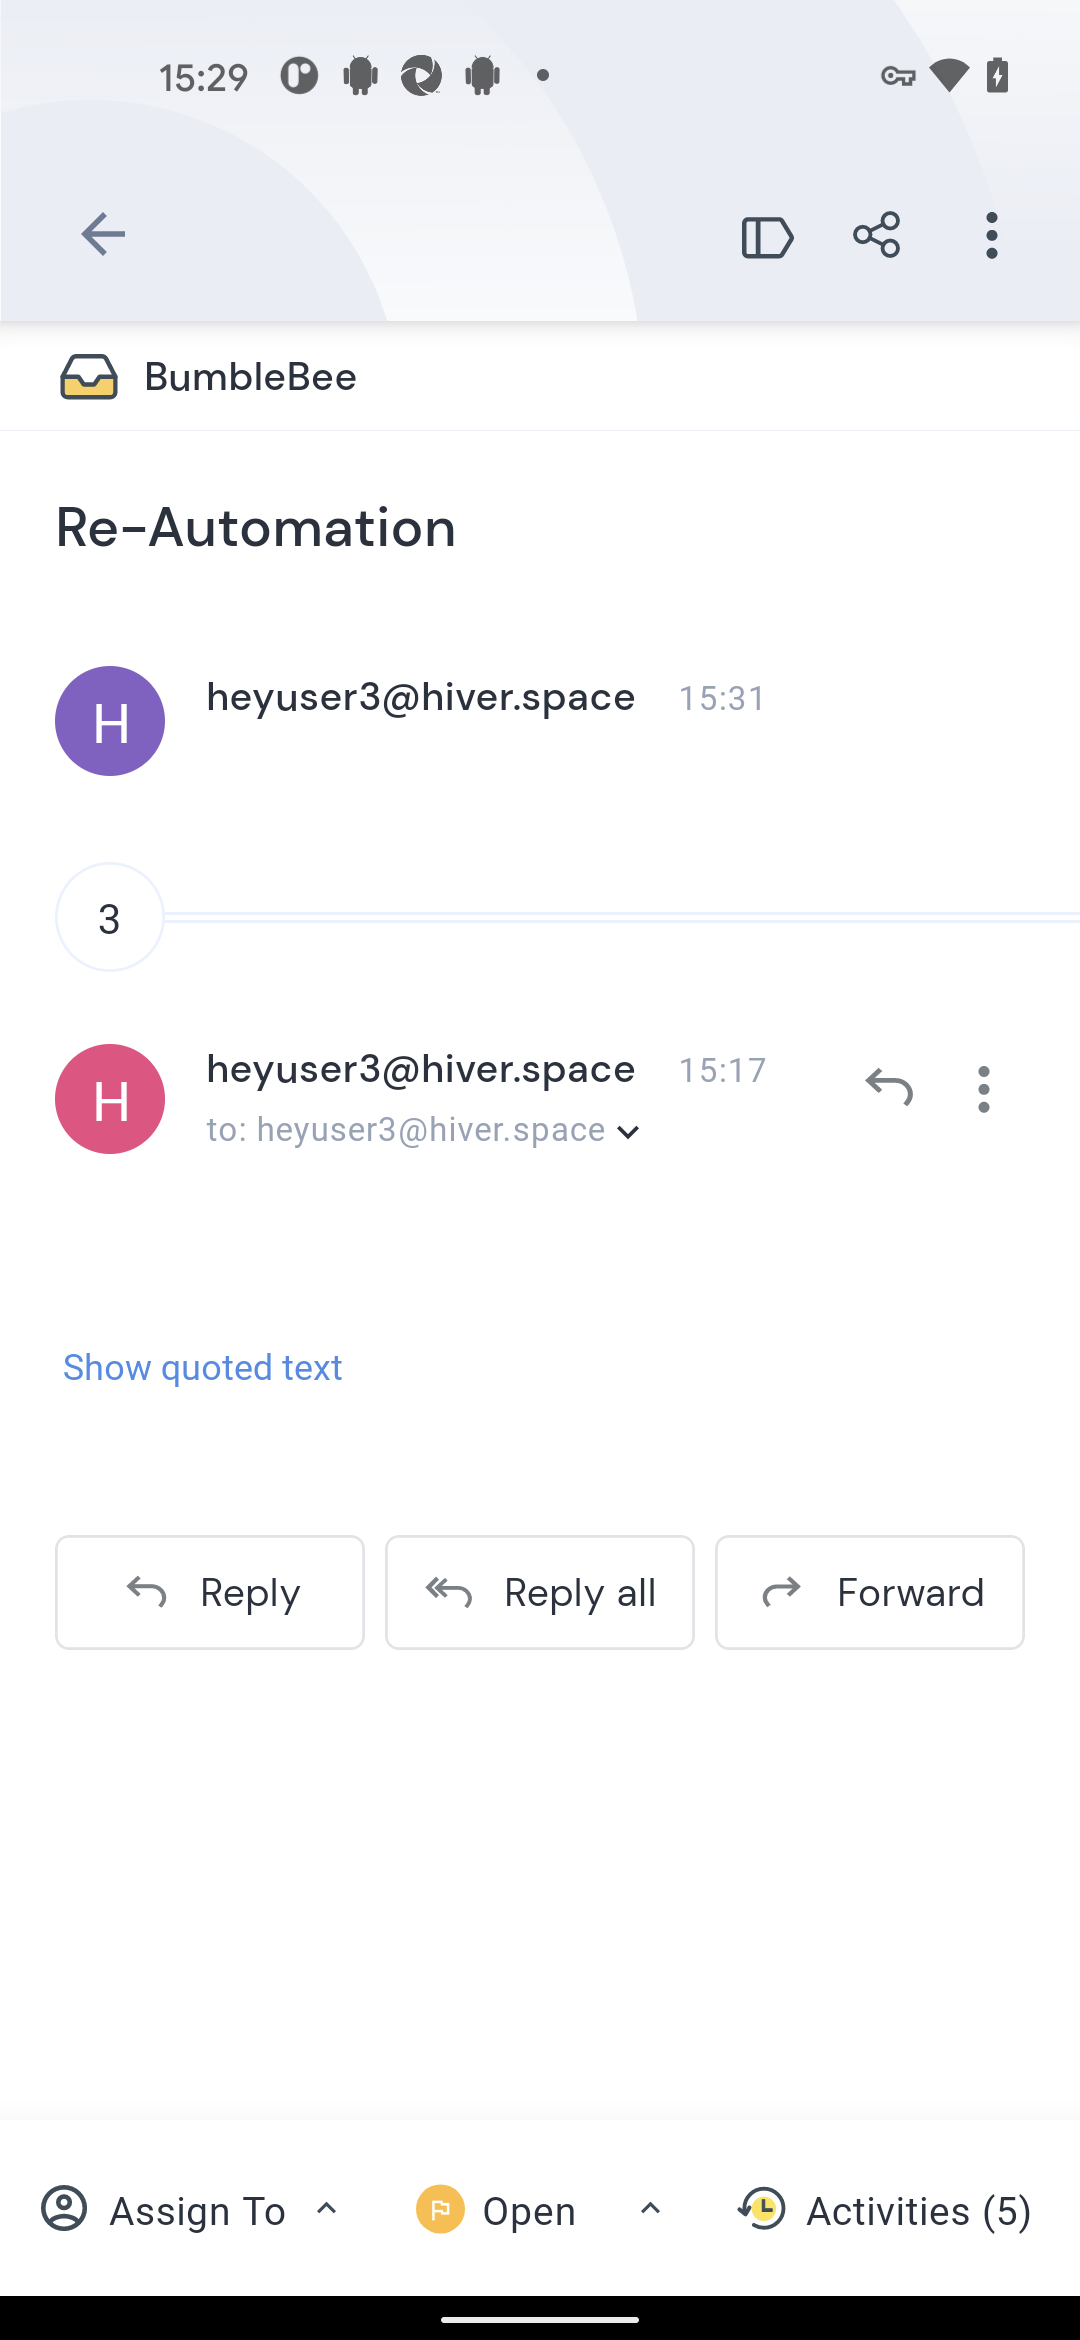 15:29
BumbleBee
Re-Automation
H heyuser3@hiver.space 15:31
3
H heyuser3@hiver.space 15:17
to: heyuser3@hiver.space
Show quoted text
Reply Reply all Forward
Assign To Open Activities (5)